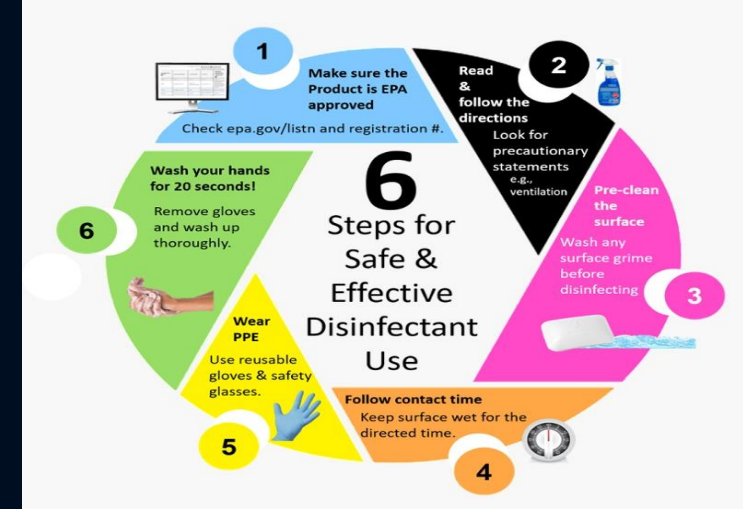 1
Make sure the
Product is EPA
approved
Check epa.gov/listn and registration #.
2
Read
&
follow the
directions
Look for
precautionary
statements
e.g.,
ventilation
Pre-clean
the
surface
Wash any
surface grime
before
disinfecting
3
Follow contact time
Keep surface wet for the
directed time.
4
Wear
PPE
Use reusable
gloves & safety
glasses.
5
Wash your hands
for 20 seconds!
Remove gloves
and wash up
thoroughly.
6
6
Steps for
Safe &
Effective
Disinfectant
Use